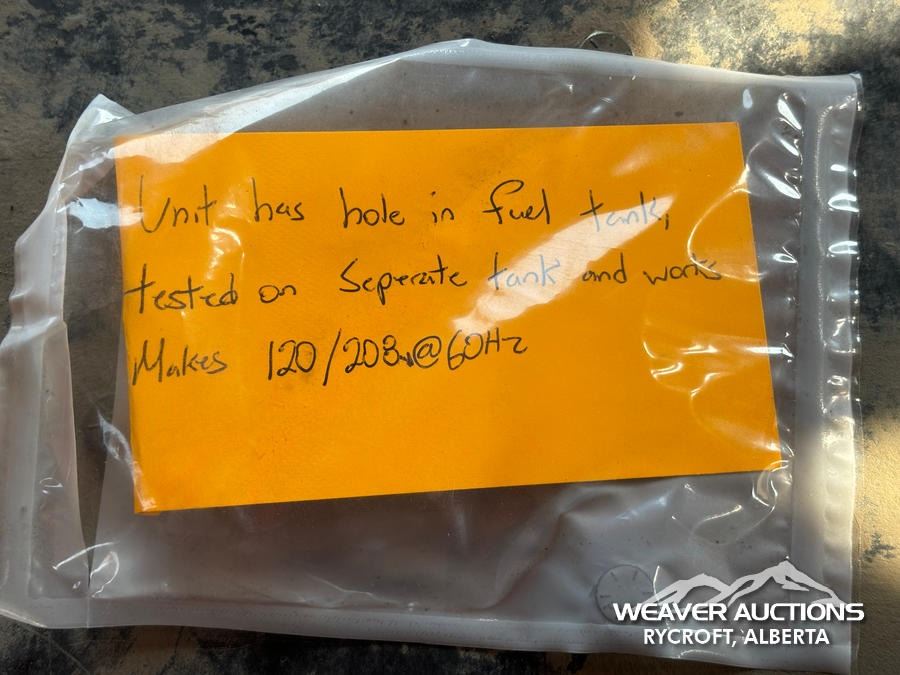 Unit has hole in fuel tank,
tested on Seperate tank and works
Makes 120/208v@60Hz
WEAVER AUCTIONS
RYCROFT, ALBERTA